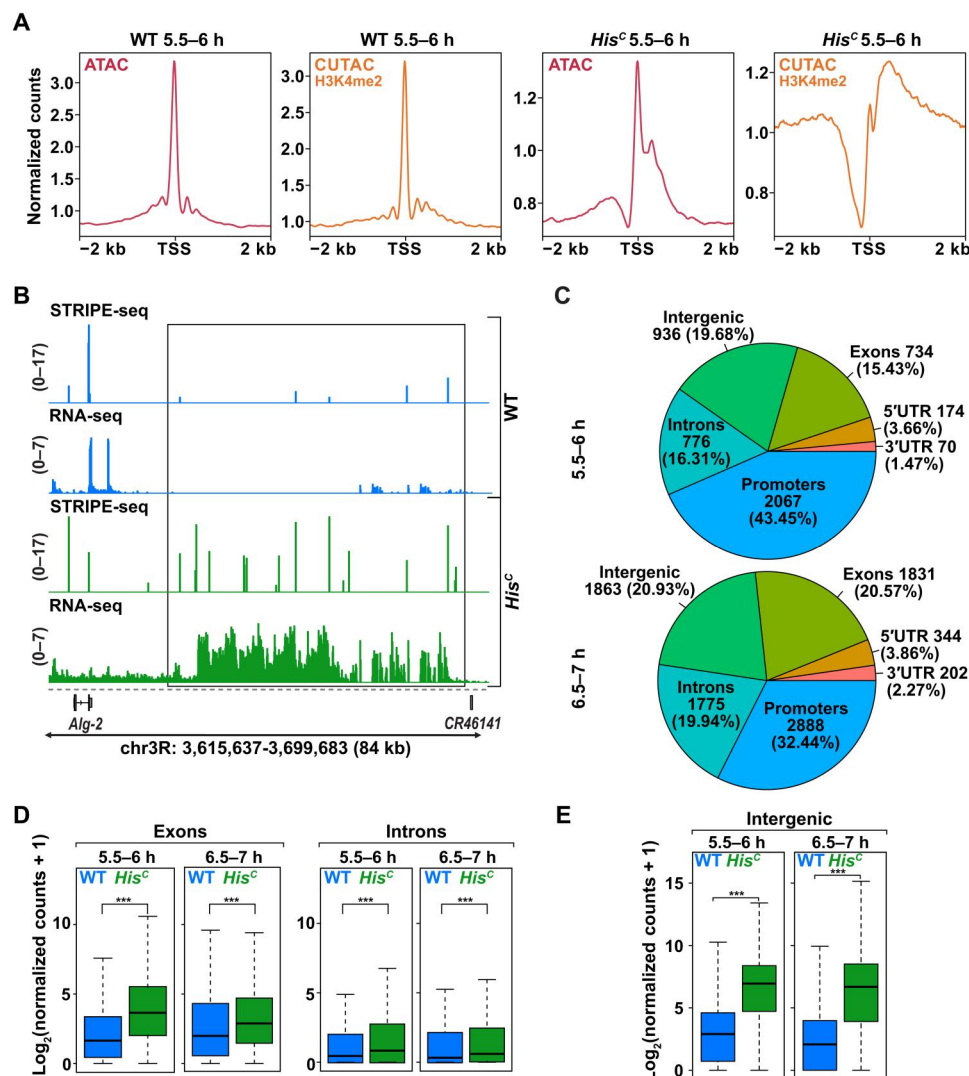 A
WT 5.5–6 h
WT 5.5–6 h
Hisᶜ 5.5–6 h
Hisᶜ 5.5–6 h
Normalized counts
ATAC
3.0
2.5
2.0
1.5
1.0
−2 kb TSS 2 kb
CUTAC
H3K4me2
3.0
2.5
2.0
1.5
1.0
−2 kb TSS 2 kb
ATAC
1.2
1.0
0.8
−2 kb TSS 2 kb
CUTAC
H3K4me2
1.2
1.0
0.8
−2 kb TSS 2 kb
B
STRIPE-seq
(0–17)
RNA-seq
(0–7)
WT
STRIPE-seq
(0–17)
RNA-seq
(0–7)
Hisᶜ
Alg-2
CR46141
chr3R: 3,615,637-3,699,683 (84 kb)
C
5.5–6 h
Intergenic
936 (19.68%)
Exons 734
(15.43%)
5′UTR 174
(3.66%)
3′UTR 70
(1.47%)
Introns
776
(16.31%)
Promoters
2067
(43.45%)
6.5–7 h
Intergenic
1863 (20.93%)
Exons 1831
(20.57%)
5′UTR 344
(3.86%)
3′UTR 202
(2.27%)
Introns
1775
(19.94%)
Promoters
2888
(32.44%)
D
Log₂(normalized counts + 1)
Exons
5.5–6 h
6.5–7 h
WT Hisᶜ
WT Hisᶜ
***
***
Introns
5.5–6 h
6.5–7 h
WT Hisᶜ
WT Hisᶜ
***
***
10
5
0
10
5
0
E
Log₂(normalized counts + 1)
Intergenic
5.5–6 h
6.5–7 h
WT Hisᶜ
WT Hisᶜ
***
***
15
10
5
0